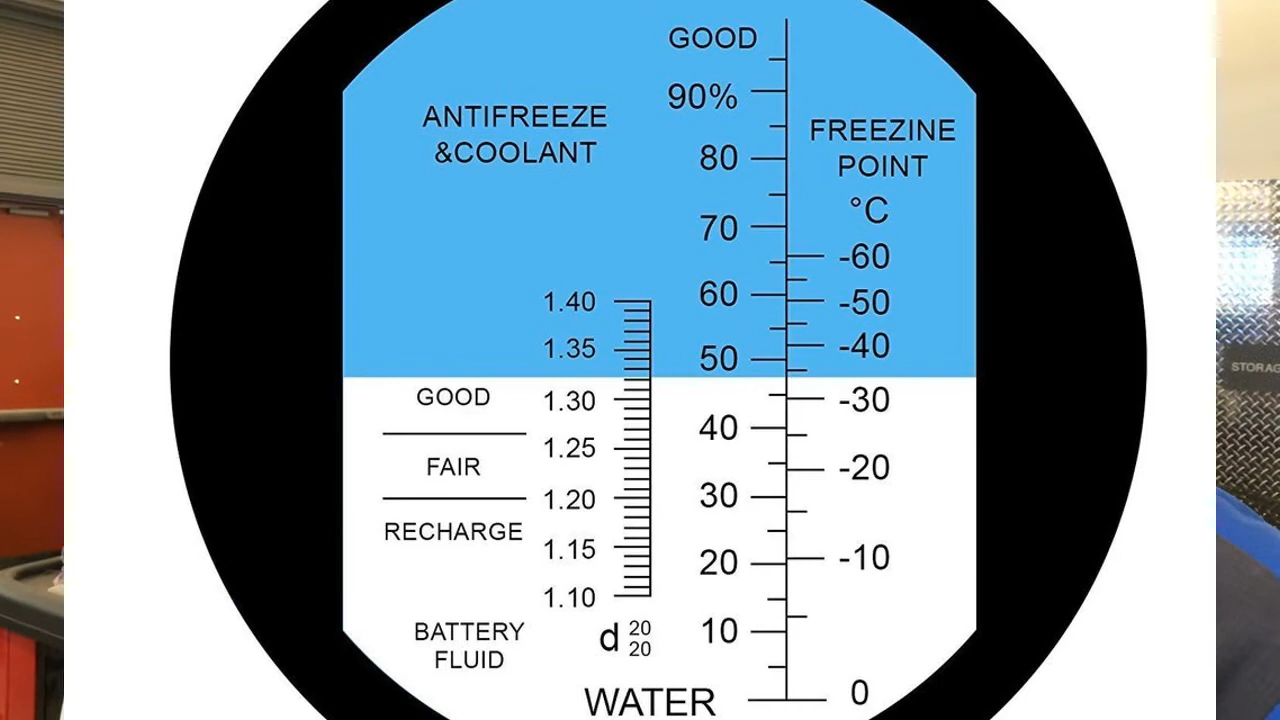 GOOD
90%
ANTIFREEZE
&COOLANT
80
FREEZINE
POINT
°C
70
-60
60
-50
50
-40
-30
40
-20
30
20
-10
10
0
1.40
1.35
1.30
1.25
1.20
1.15
1.10
GOOD
FAIR
RECHARGE
BATTERY
FLUID
d 20
20
WATER
STORAG